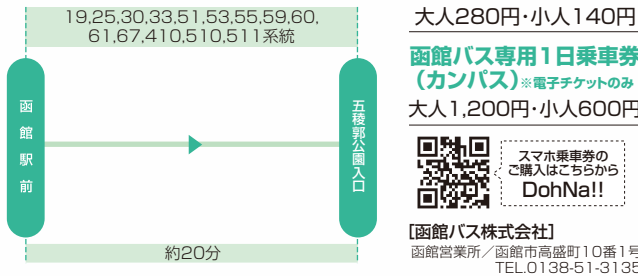 19,25,30,33,51,53,55,59,60,
61,67,410,510,511系統
函館駅前
五稜郭公園入口
約20分
大人280円・小人140円
函館バス専用1日乗車券
（カンパス）※電子チケットのみ
大人1,200円・小人600円
スマホ乗車券の
ご購入はこちらから
DohNa!!
[函館バス株式会社]
函館営業所／函館市高盛町10番1号
TEL.0138-51-3135